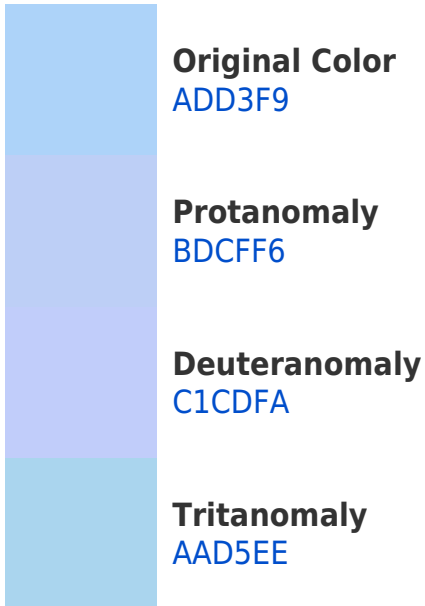 Original Color
ADD3F9
Protanomaly
BDCFF6
Deuteranomaly
C1CDFA
Tritanomaly
AAD5EE